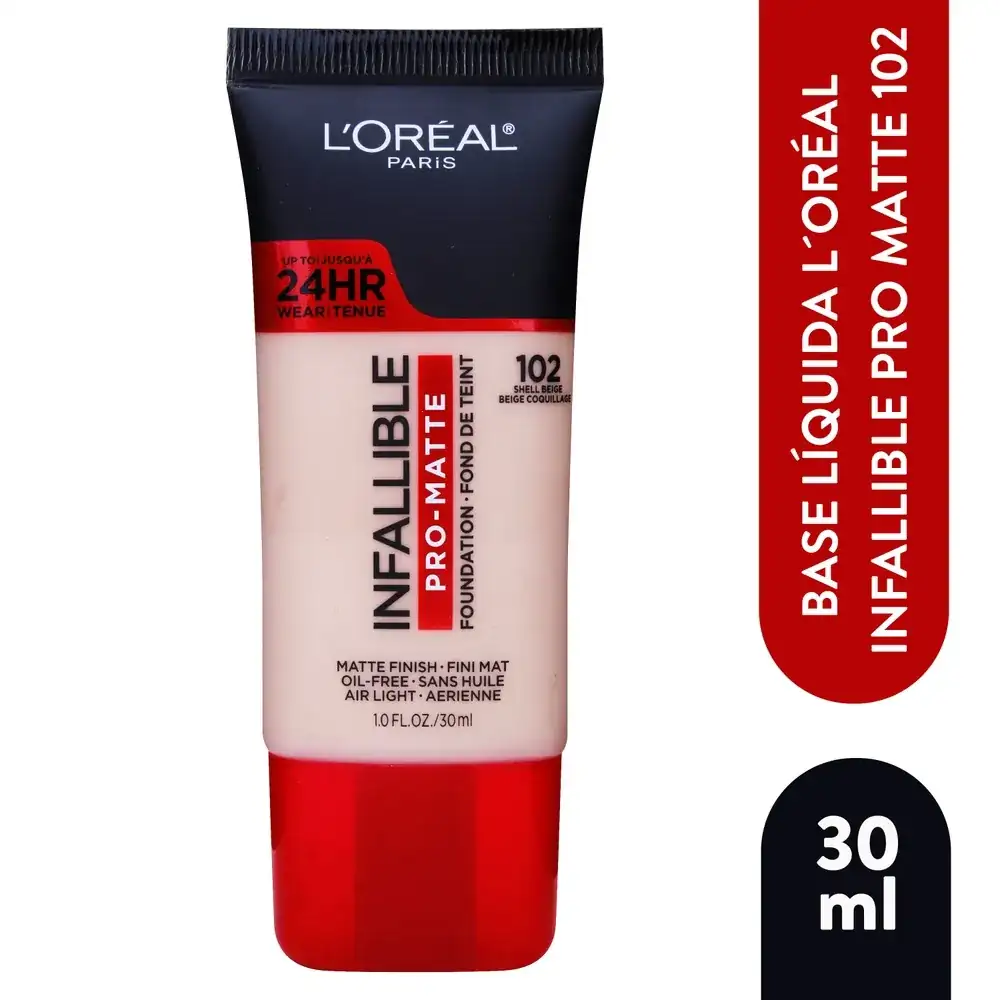 L'ORÉAL®
PARiS
UP TO/JUSQU'À
24HR
WEAR/TENUE
INFALLIBLE
PRO-MATTE
FOUNDATION • FOND DE TEINT
102
SHELL BEIGE
BEIGE COQUILLAGE
MATTE FINISH • FINI MAT
OIL-FREE • SANS HUILE
AIR LIGHT • AERIENNE
1.0 FL.OZ./30ml
BASE LÍQUIDA L´ORÉAL
INFALLIBLE PRO MATTE 102
30
ml